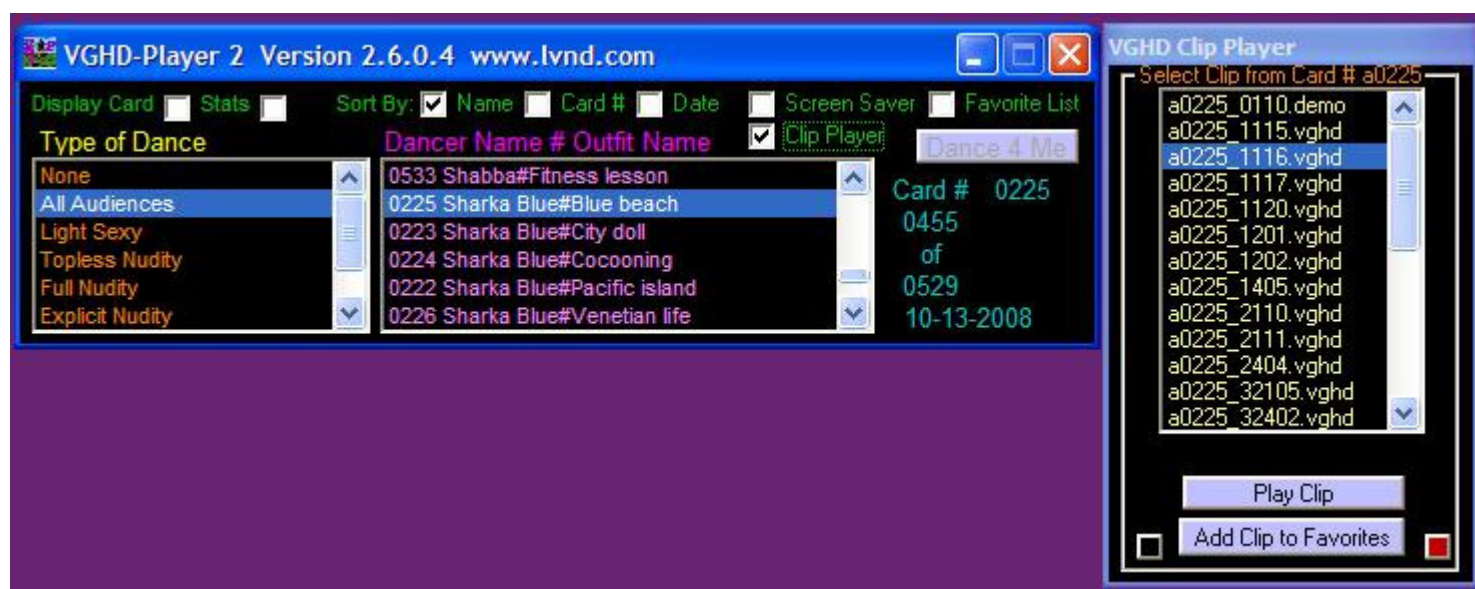 VGHD-Player 2 Version 2.6.0.4 www.lvnd.com
Display Card Stats Sort By: Name Card # Date Screen Saver Favorite List
Clip Player Dance 4 Me
Type of Dance
None
All Audiences
Light Sexy
Topless Nudity
Full Nudity
Explicit Nudity
Dancer Name # Outfit Name
0533 Shabba#Fitness lesson
0225 Sharka Blue#Blue beach
0223 Sharka Blue#City doll
0224 Sharka Blue#Cocooning
0222 Sharka Blue#Pacific island
0226 Sharka Blue#Venetian life
Card # 0225
0455
of
0529
10-13-2008
VGHD Clip Player
Select Clip from Card # a0225
a0225_0110.demo
a0225_1115.vghd
a0225_1116.vghd
a0225_1117.vghd
a0225_1120.vghd
a0225_1201.vghd
a0225_1202.vghd
a0225_1405.vghd
a0225_2110.vghd
a0225_2111.vghd
a0225_2404.vghd
a0225_32105.vghd
a0225_32402.vghd
Play Clip
Add Clip to Favorites